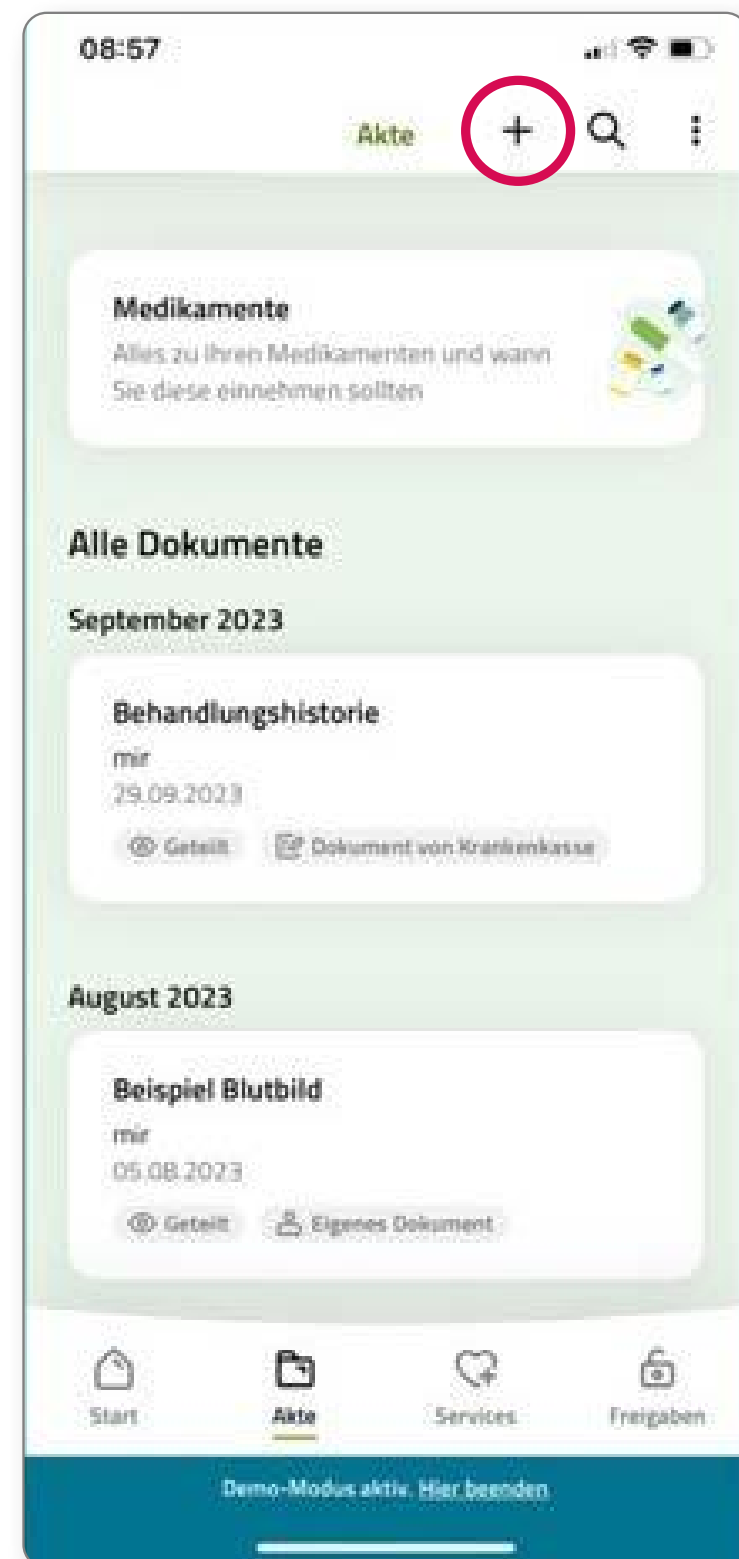 08:57
Akte
Medikamente
Alles zu Ihren Medikamenten und wann
Sie diese einnehmen sollten
Alle Dokumente
September 2023
Behandlungshistorie
mir
29.09.2023
Geteilt Dokument von Krankenkasse
August 2023
Beispiel Blutbild
mir
05.08.2023
Geteilt Eigenes Dokument
Start Akte Services Freigaben
Demo-Modus aktiv. Hier beenden